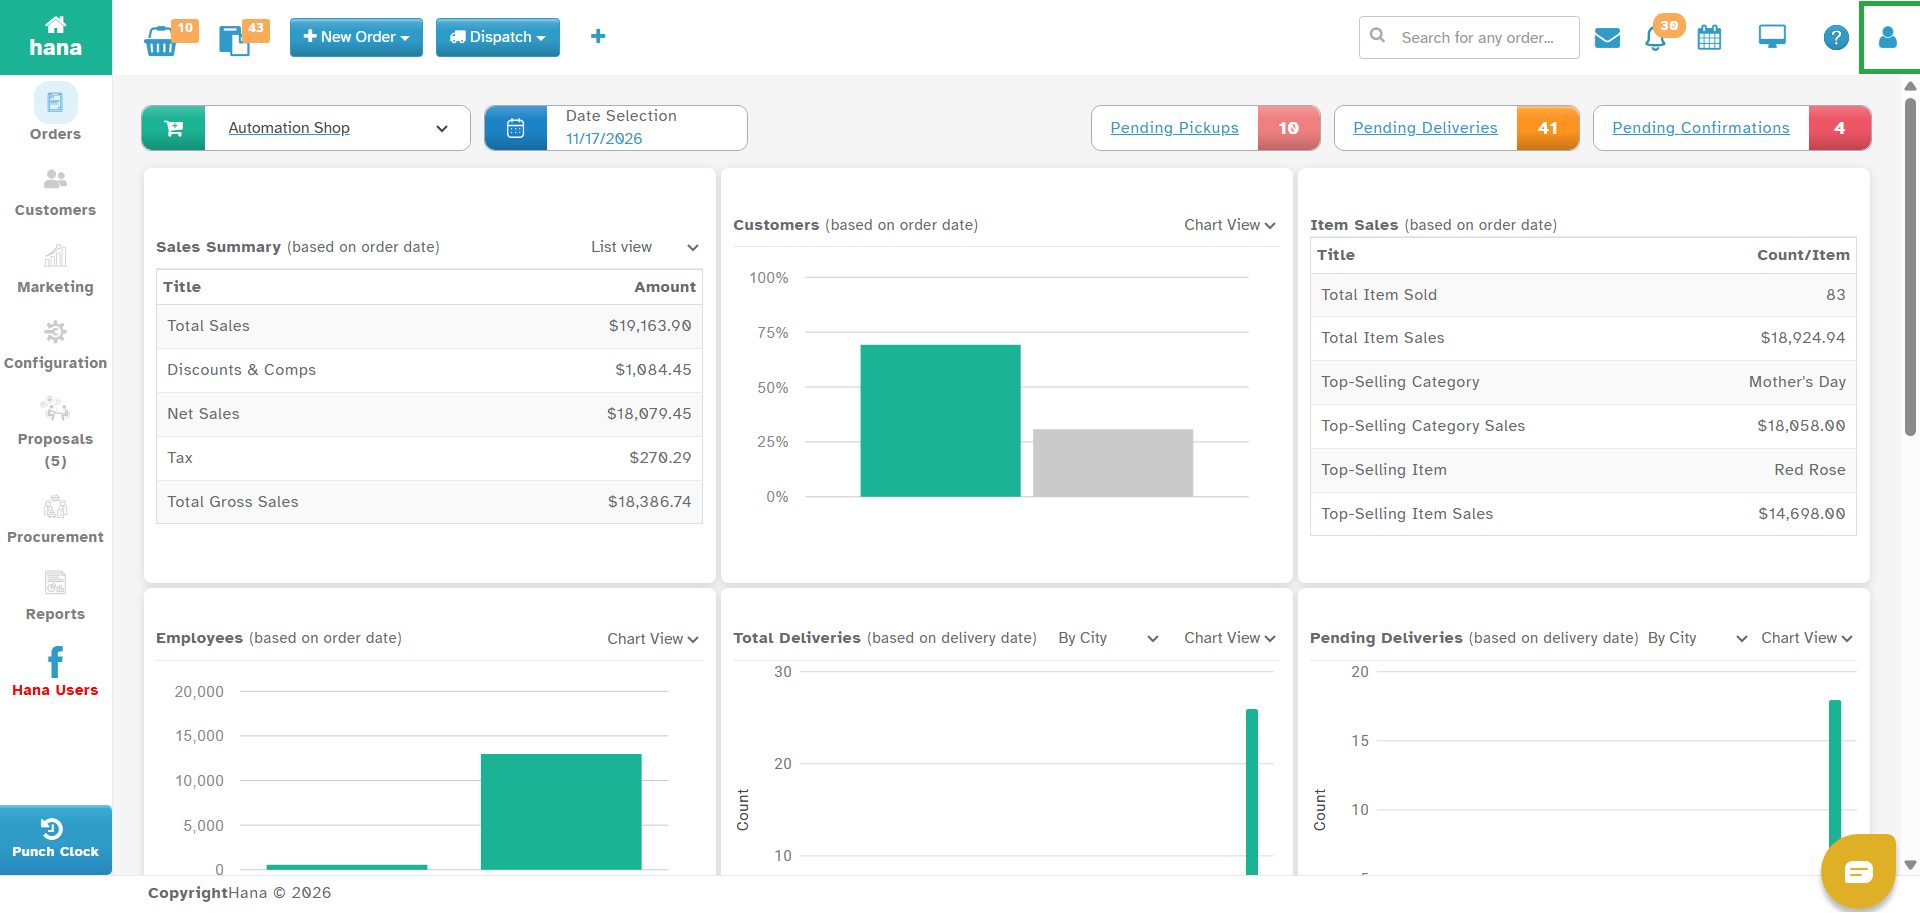 hana
10
43
New Order
Dispatch
Search for any order...
30
?
Orders
Customers
Marketing
Configuration
Proposals
(5)
Procurement
Reports
Hana Users
Punch Clock
Automation Shop
Date Selection
11/17/2026
Pending Pickups 10
Pending Deliveries 41
Pending Confirmations 4
Sales Summary (based on order date) List view
Title Amount
Total Sales $19,163.90
Discounts & Comps $1,084.45
Net Sales $18,079.45
Tax $270.29
Total Gross Sales $18,386.74
Customers (based on order date) Chart View
100%
75%
50%
25%
0%
Item Sales (based on order date)
Title Count/Item
Total Item Sold 83
Total Item Sales $18,924.94
Top-Selling Category Mother's Day
Top-Selling Category Sales $18,058.00
Top-Selling Item Red Rose
Top-Selling Item Sales $14,698.00
Employees (based on order date) Chart View
20,000
15,000
10,000
5,000
0
Total Deliveries (based on delivery date) By City Chart View
30
20
10
Count
Pending Deliveries (based on delivery date) By City Chart View
20
15
10
Count
CopyrightHana © 2026